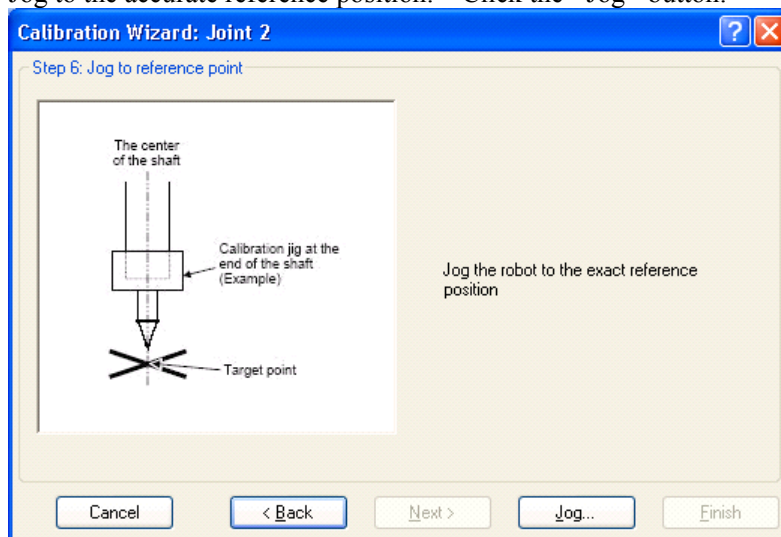 Jog to the accurate reference position.   Click the "Jog" button.
Calibration Wizard: Joint 2
Step 6: Jog to reference point
The center
of the shaft
Calibration jig at the
end of the shaft
(Example)
Target point
Jog the robot to the exact reference
position
Cancel
< Back
Next >
Jog...
Finish